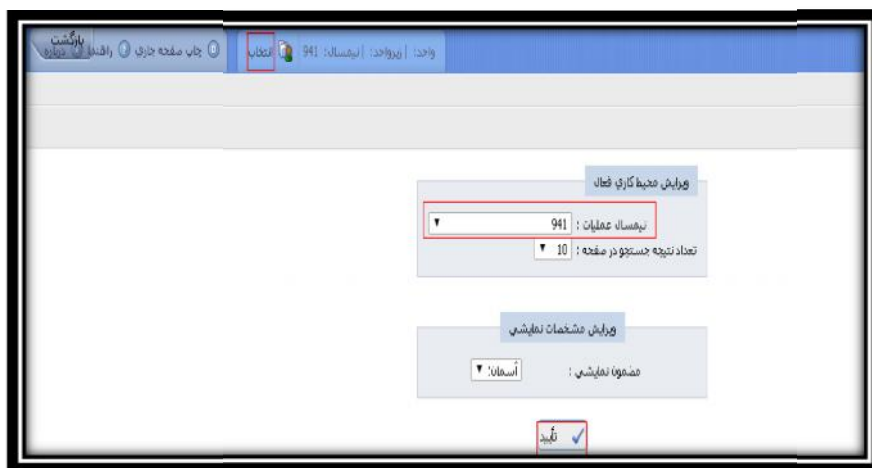 واحد: | زیرواحد: | نیمسال: 941 انتخاب چاپ صفحه جاری راهنما درباره
بازگشت
ویرایش محیط کاری فعال
نیمسال عملیات : 941
تعداد نتیجه جستجو در صفحه : 10
ویرایش مشخصات نمایشی
مضمون نمایشی : آسمان:
تأیید